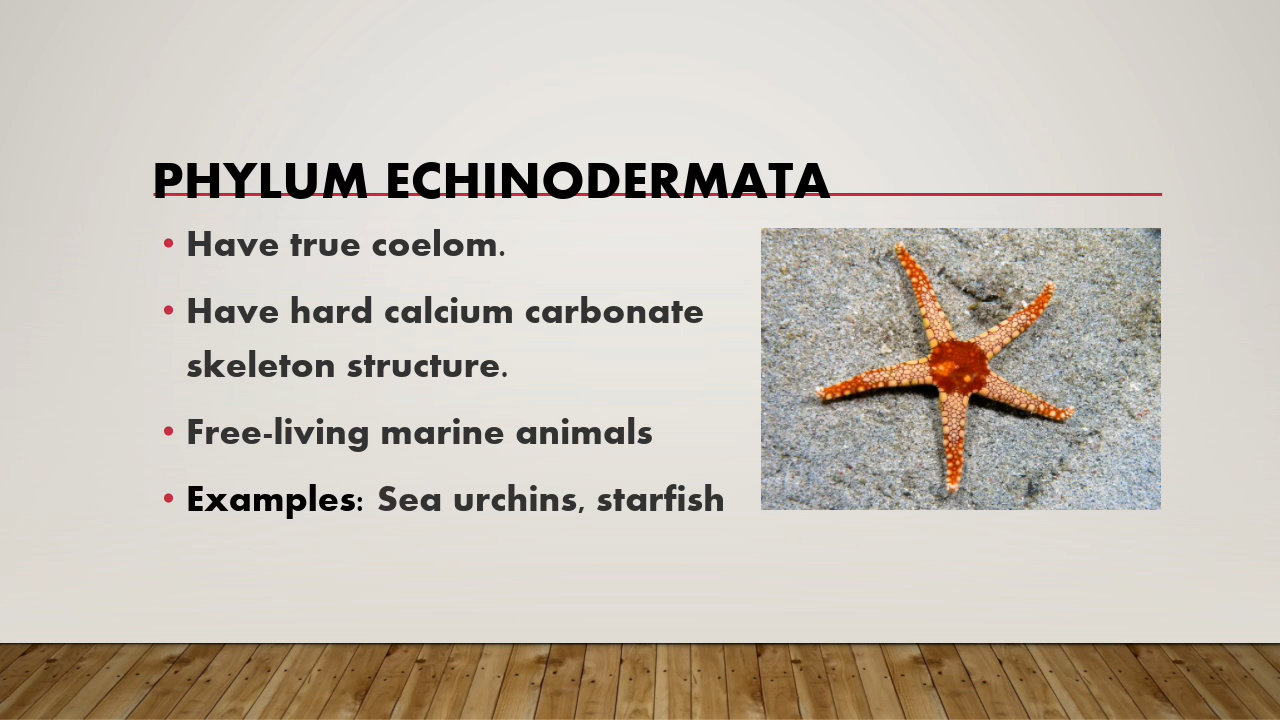 PHYLUM ECHINODERMATA
• Have true coelom.
• Have hard calcium carbonate
skeleton structure.
• Free-living marine animals
• Examples: Sea urchins, starfish